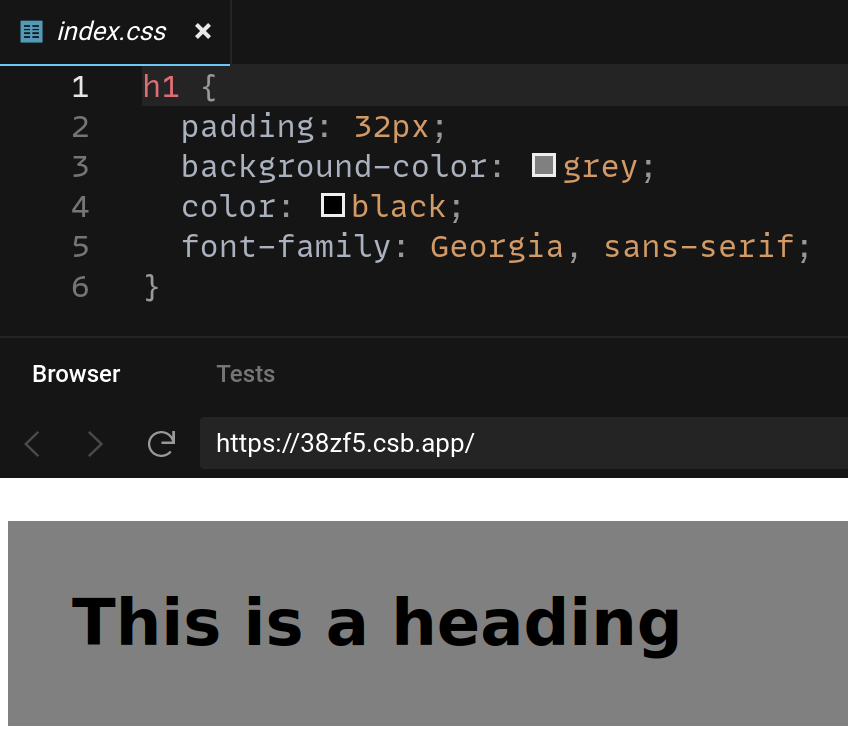 index.css ×
1 h1 {
2 padding: 32px;
3 background-color: grey;
4 color: black;
5 font-family: Georgia, sans-serif;
6 }
Browser Tests
https://38zf5.csb.app/
This is a heading